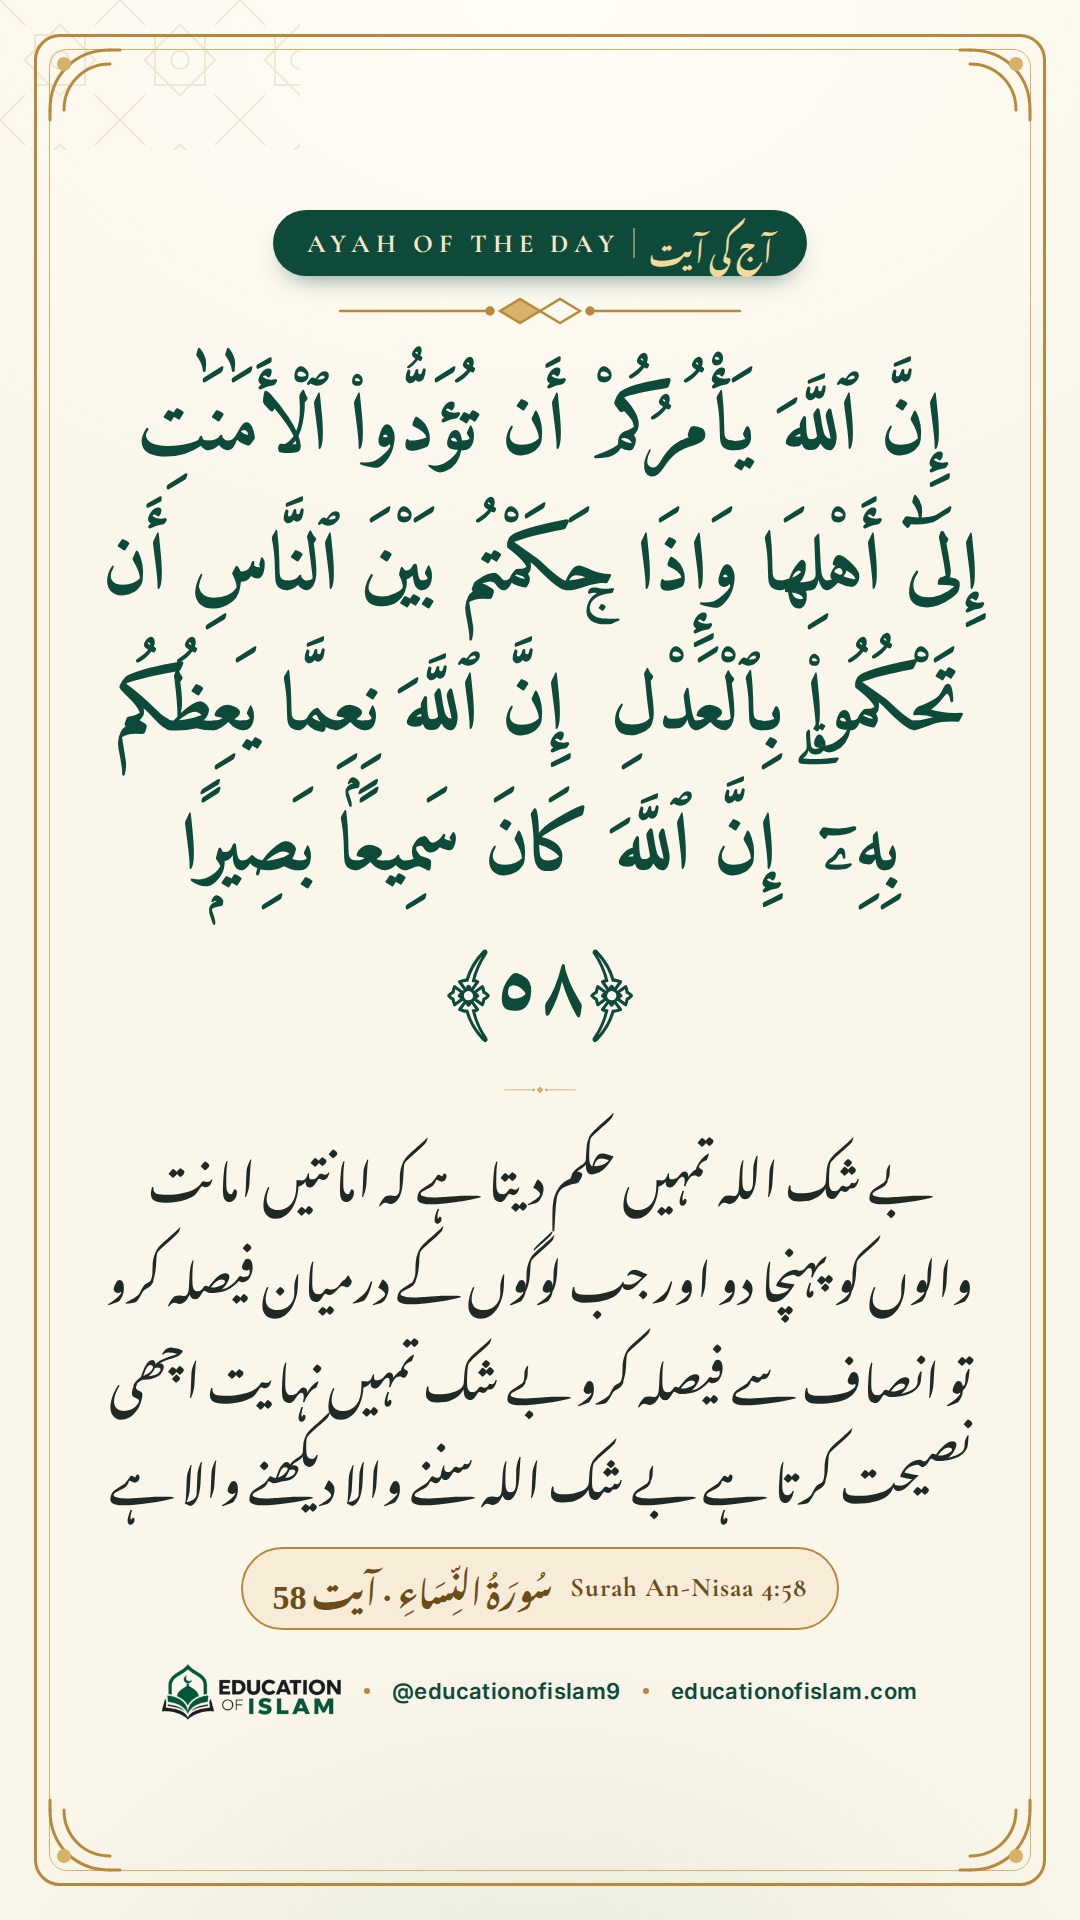 AYAH OF THE DAY | آج کی آیت
إِنَّ ٱللَّهَ يَأْمُرُكُمْ أَن تُؤَدُّوا۟ ٱلْأَمَٰنَٰتِ
إِلَىٰٓ أَهْلِهَا وَإِذَا حَكَمْتُم بَيْنَ ٱلنَّاسِ أَن
تَحْكُمُوا۟ بِٱلْعَدْلِ ۚ إِنَّ ٱللَّهَ نِعِمَّا يَعِظُكُم
بِهِۦٓ ۗ إِنَّ ٱللَّهَ كَانَ سَمِيعًۢا بَصِيرًۭا
﴿٥٨﴾
بے شک اللہ تمہیں حکم دیتا ہے کہ امانتیں امانت
والوں کو پہنچا دو اور جب لوگوں کے درمیان فیصلہ کرو
تو انصاف سے فیصلہ کرو بے شک تمہیں نہایت اچھی
نصیحت کرتا ہے بے شک اللہ سننے والا دیکھنے والا ہے
سُورَةُ النِّسَاءِ · آیت 58 Surah An-Nisaa 4:58
EDUCATION OF ISLAM • @educationofislam9 • educationofislam.com